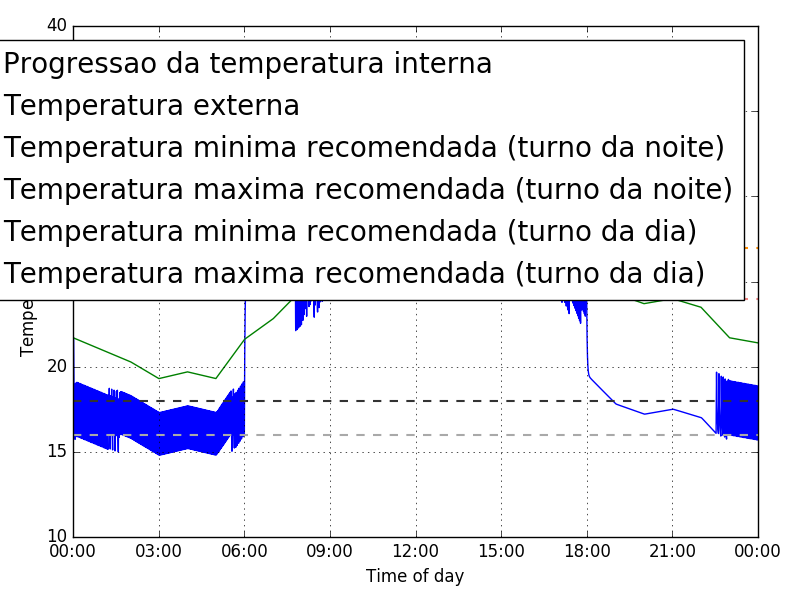 40
Progressao da temperatura interna
Temperatura externa
Temperatura minima recomendada (turno da noite)
Temperatura maxima recomendada (turno da noite)
Temperatura minima recomendada (turno da dia)
Temperatura maxima recomendada (turno da dia)
20
15
10
00:00 03:00 06:00 09:00 12:00 15:00 18:00 21:00 00:00
Time of day